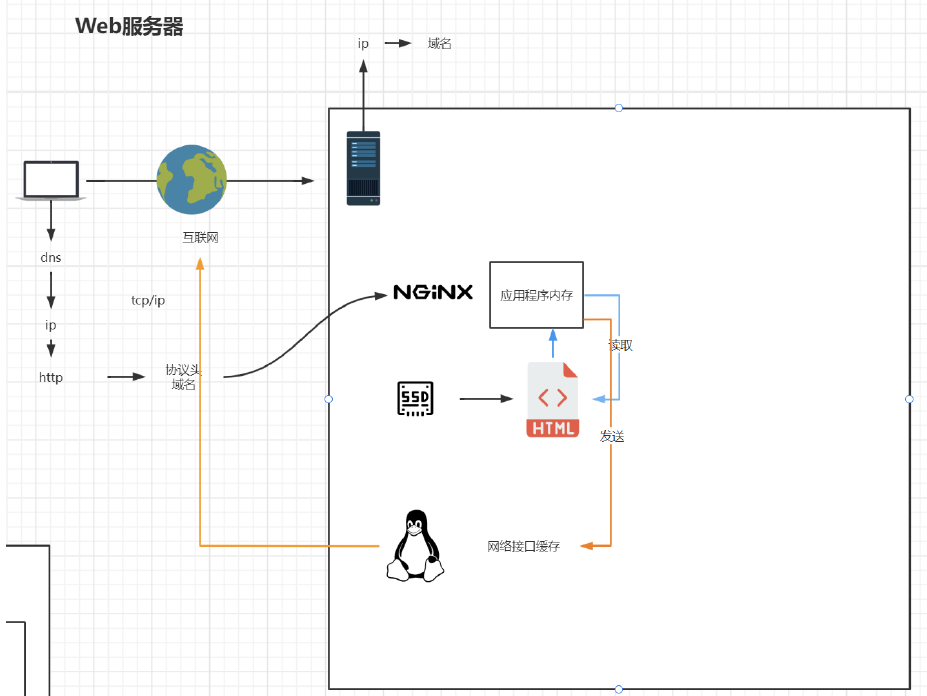 Web服务器
ip
域名
互联网
dns
tcp/ip
ip
http
协议头
域名
NGiNX
应用程序内存
读取
SSD
HTML
发送
网络接口缓存